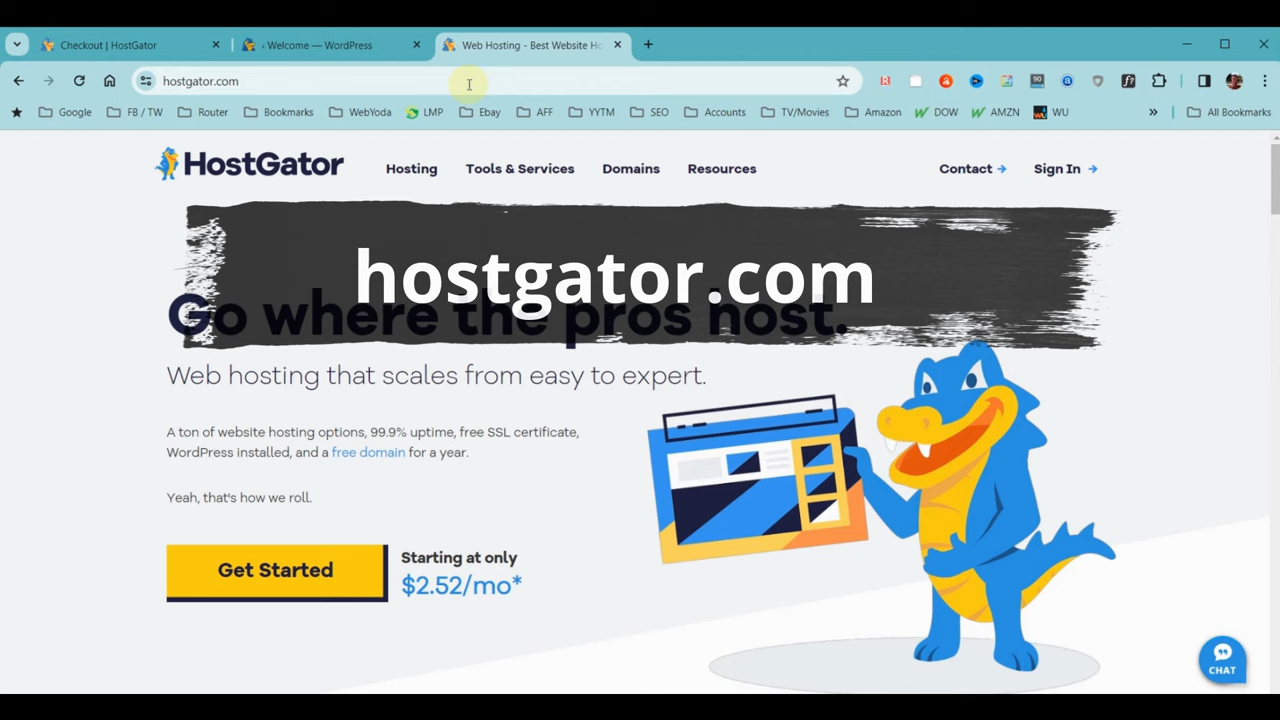 Checkout | HostGator
‹ Welcome — WordPress
Web Hosting - Best Website Ho
hostgator.com
Google
FB / TW
Router
Bookmarks
WebYoda
LMP
Ebay
AFF
YYTM
SEO
Accounts
TV/Movies
Amazon
DOW
AMZN
WU
»
All Bookmarks
HostGator
Hosting
Tools & Services
Domains
Resources
Contact
Sign In
hostgator.com
Go where the pros host.
Web hosting that scales from easy to expert.
A ton of website hosting options, 99.9% uptime, free SSL certificate,
WordPress installed, and a free domain for a year.
Yeah, that's how we roll.
Get Started
Starting at only
$2.52/mo*
CHAT